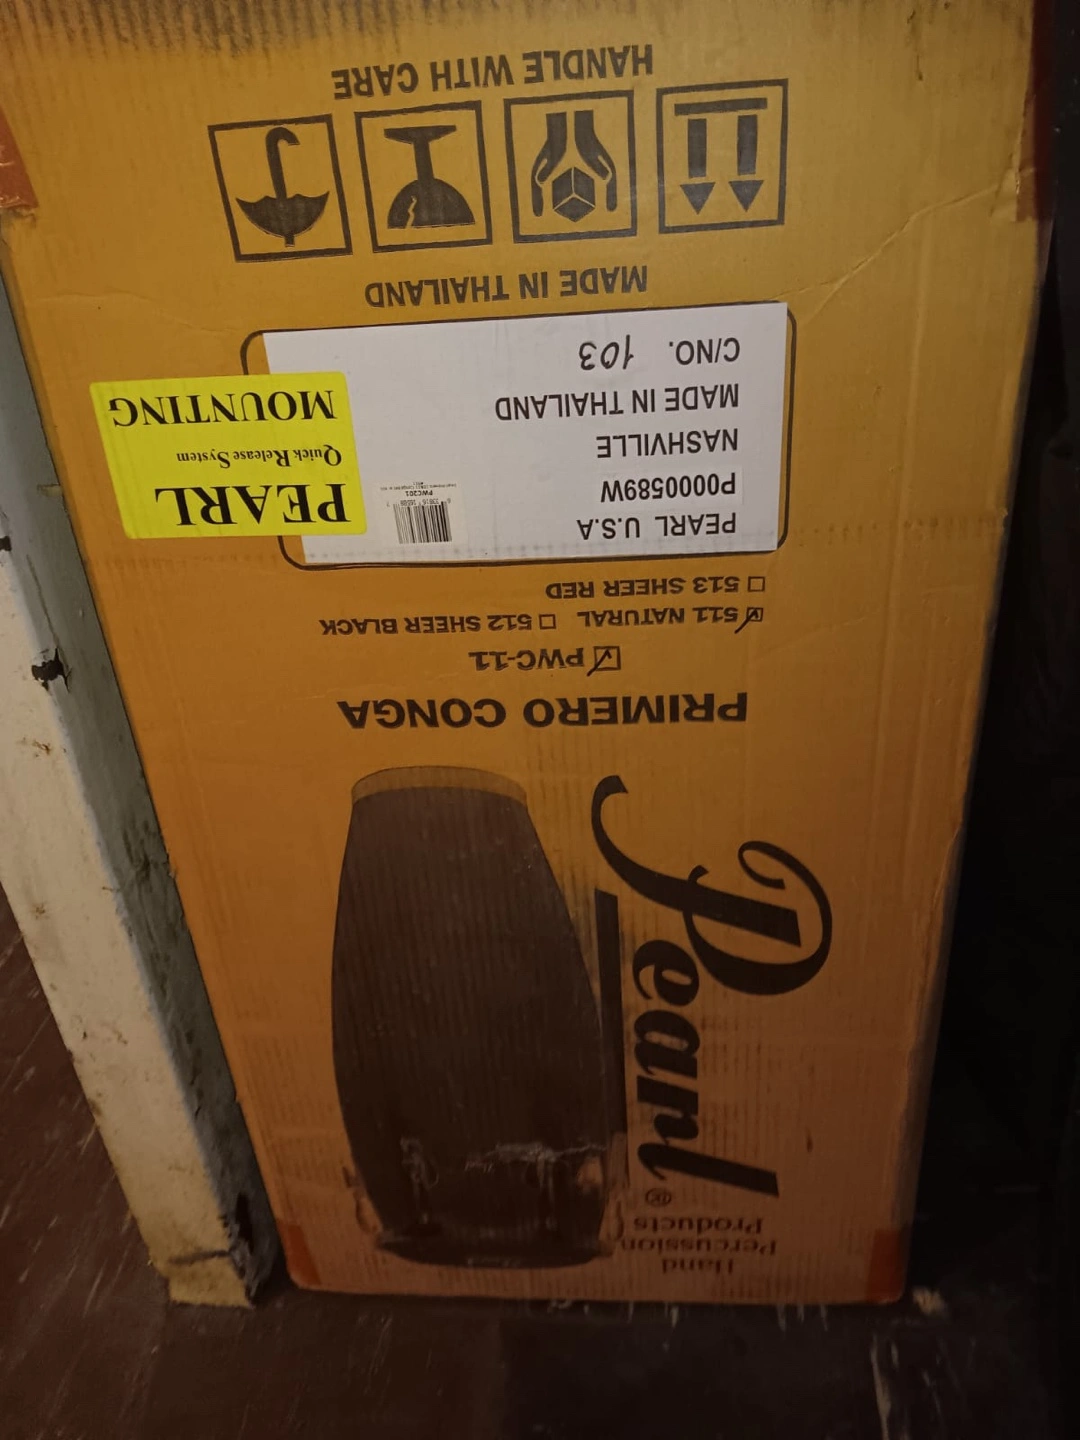 Hand
Percussion
Products
Pearl®
PRIMERO CONGA
☑ PWC-11
☑ 511 NATURAL ☐ 512 SHEER BLACK
☐ 513 SHEER RED
PEARL U.S.A
P0000589W
NASHVILLE
MADE IN THAILAND
C/NO. 103
PWC201
PEARL
Quick Release System
MOUNTING
MADE IN THAILAND
HANDLE WITH CARE